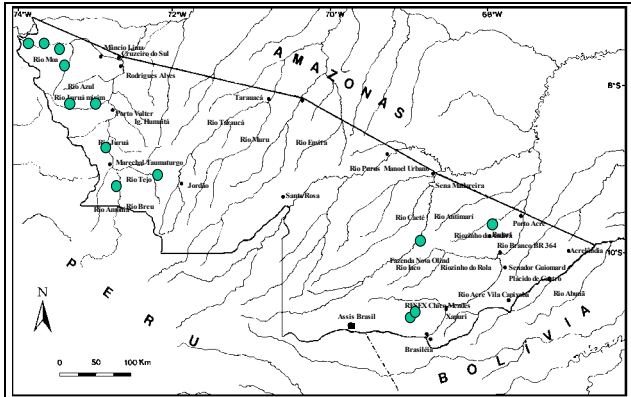 74°W
72°W
70°W
68°W
Mâncio Lima
Cruzeiro do Sul
Rio Moa
Rodrigues Alves
AMAZONAS
8°S
Rio Azul
Rio Juruá mirim
Tarauacá
Porto Valter
Ig. Humaitá
Rio Tarauacá
Rio Muru
Rio Envira
Rio Juruá
Marechal Taumaturgo
Rio Purus
Manoel Urbano
Rio Tejo
Jordão
Sena Madureira
Santa Rosa
Rio Amônia
Rio Breu
Rio Caeté
Rio Antimari
Porto Acre
Riozinho do
Rio Branco BR 364
Acrelândia
10°S
Fazenda Nova Olind
Rio Iaco
Riozinho do Rola
Senador Guiomard
Plácido de Castro
PERU
Rio Acre
Vila Capixaba
Rio Abunã
N
RESEX Chico Mendes
Xapuri
Assis Brasil
Brasiléia
BOLIVIA
0 50 100 Km